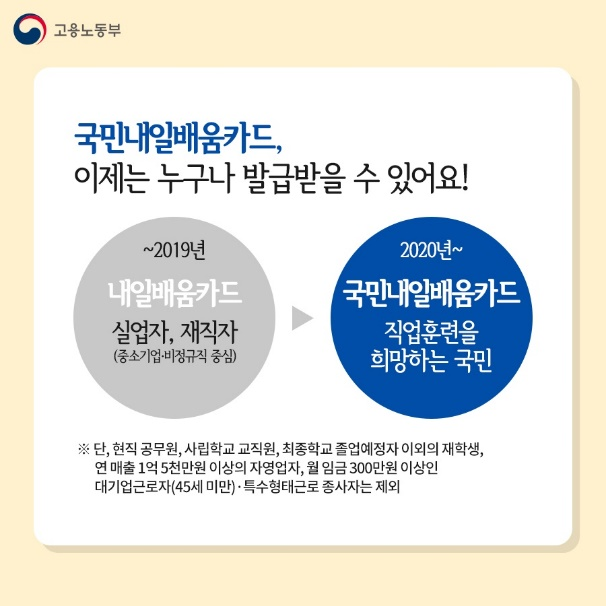 고용노동부
국민내일배움카드,
이제는 누구나 발급받을 수 있어요!
~2019년
내일배움카드
실업자, 재직자
(중소기업·비정규직 중심)
2020년~
국민내일배움카드
직업훈련을
희망하는 국민
※ 단, 현직 공무원, 사립학교 교직원, 최종학교 졸업예정자 이외의 재학생,
연 매출 1억 5천만원 이상의 자영업자, 월 임금 300만원 이상인
대기업근로자(45세 미만)·특수형태근로 종사자는 제외